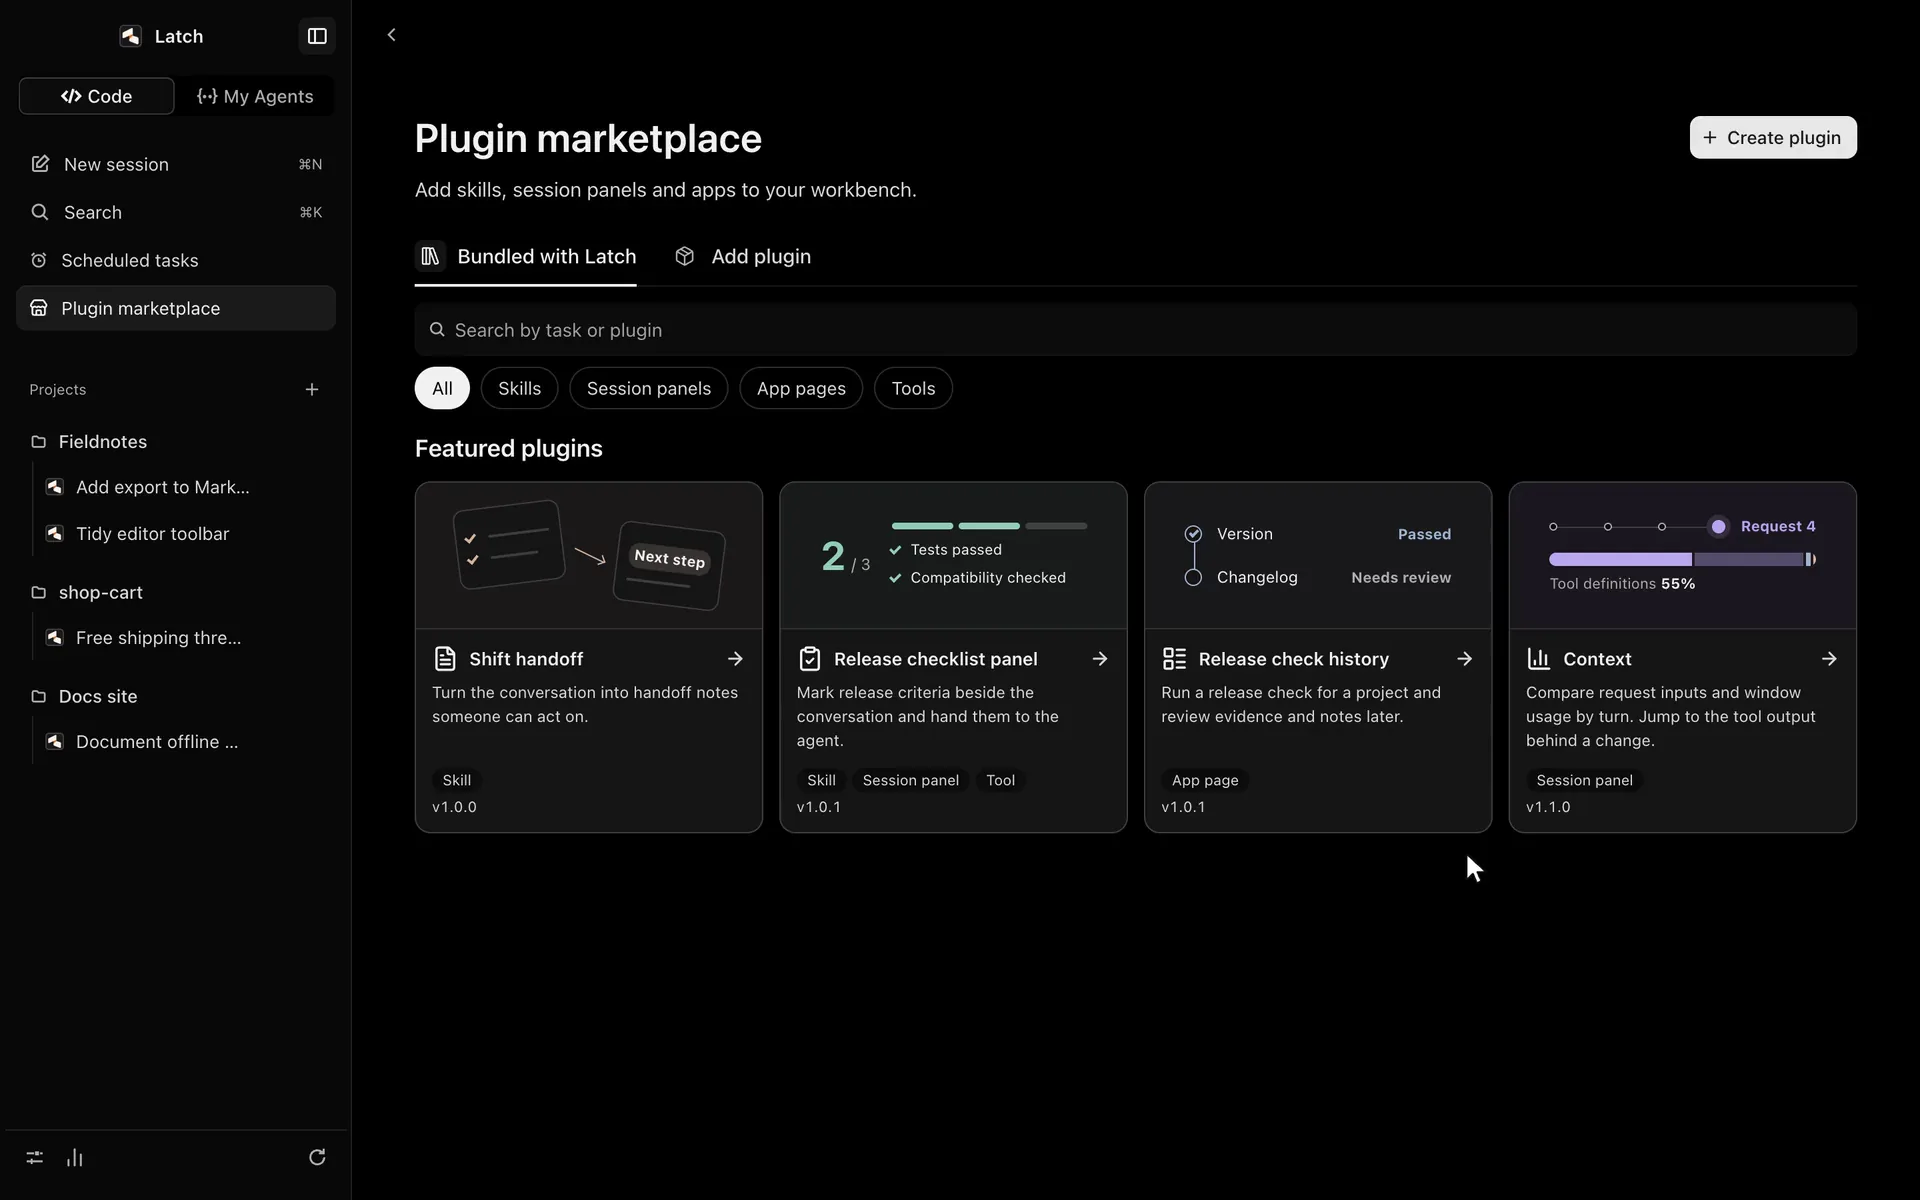 Latch
Code
My Agents
New session ⌘N
Search ⌘K
Scheduled tasks
Plugin marketplace
Projects
Fieldnotes
Add export to Mark...
Tidy editor toolbar
shop-cart
Free shipping thre...
Docs site
Document offline ...
Plugin marketplace
Create plugin
Add skills, session panels and apps to your workbench.
Bundled with Latch
Add plugin
Search by task or plugin
All
Skills
Session panels
App pages
Tools
Featured plugins
Next step
Shift handoff
Turn the conversation into handoff notes
someone can act on.
Skill
v1.0.0
2 / 3
Tests passed
Compatibility checked
Release checklist panel
Mark release criteria beside the
conversation and hand them to the
agent.
Skill
Session panel
Tool
v1.0.1
Version Passed
Changelog Needs review
Release check history
Run a release check for a project and
review evidence and notes later.
App page
v1.0.1
Request 4
Tool definitions 55%
Context
Compare request inputs and window
usage by turn. Jump to the tool output
behind a change.
Session panel
v1.1.0